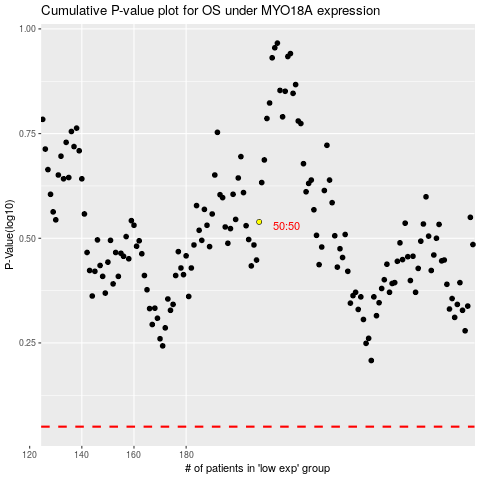 Cumulative P-value plot for OS under MYO18A expression
1.00
0.75
0.50
0.25
P-Value(log10)
50:50
120 140 160 180
# of patients in 'low exp' group